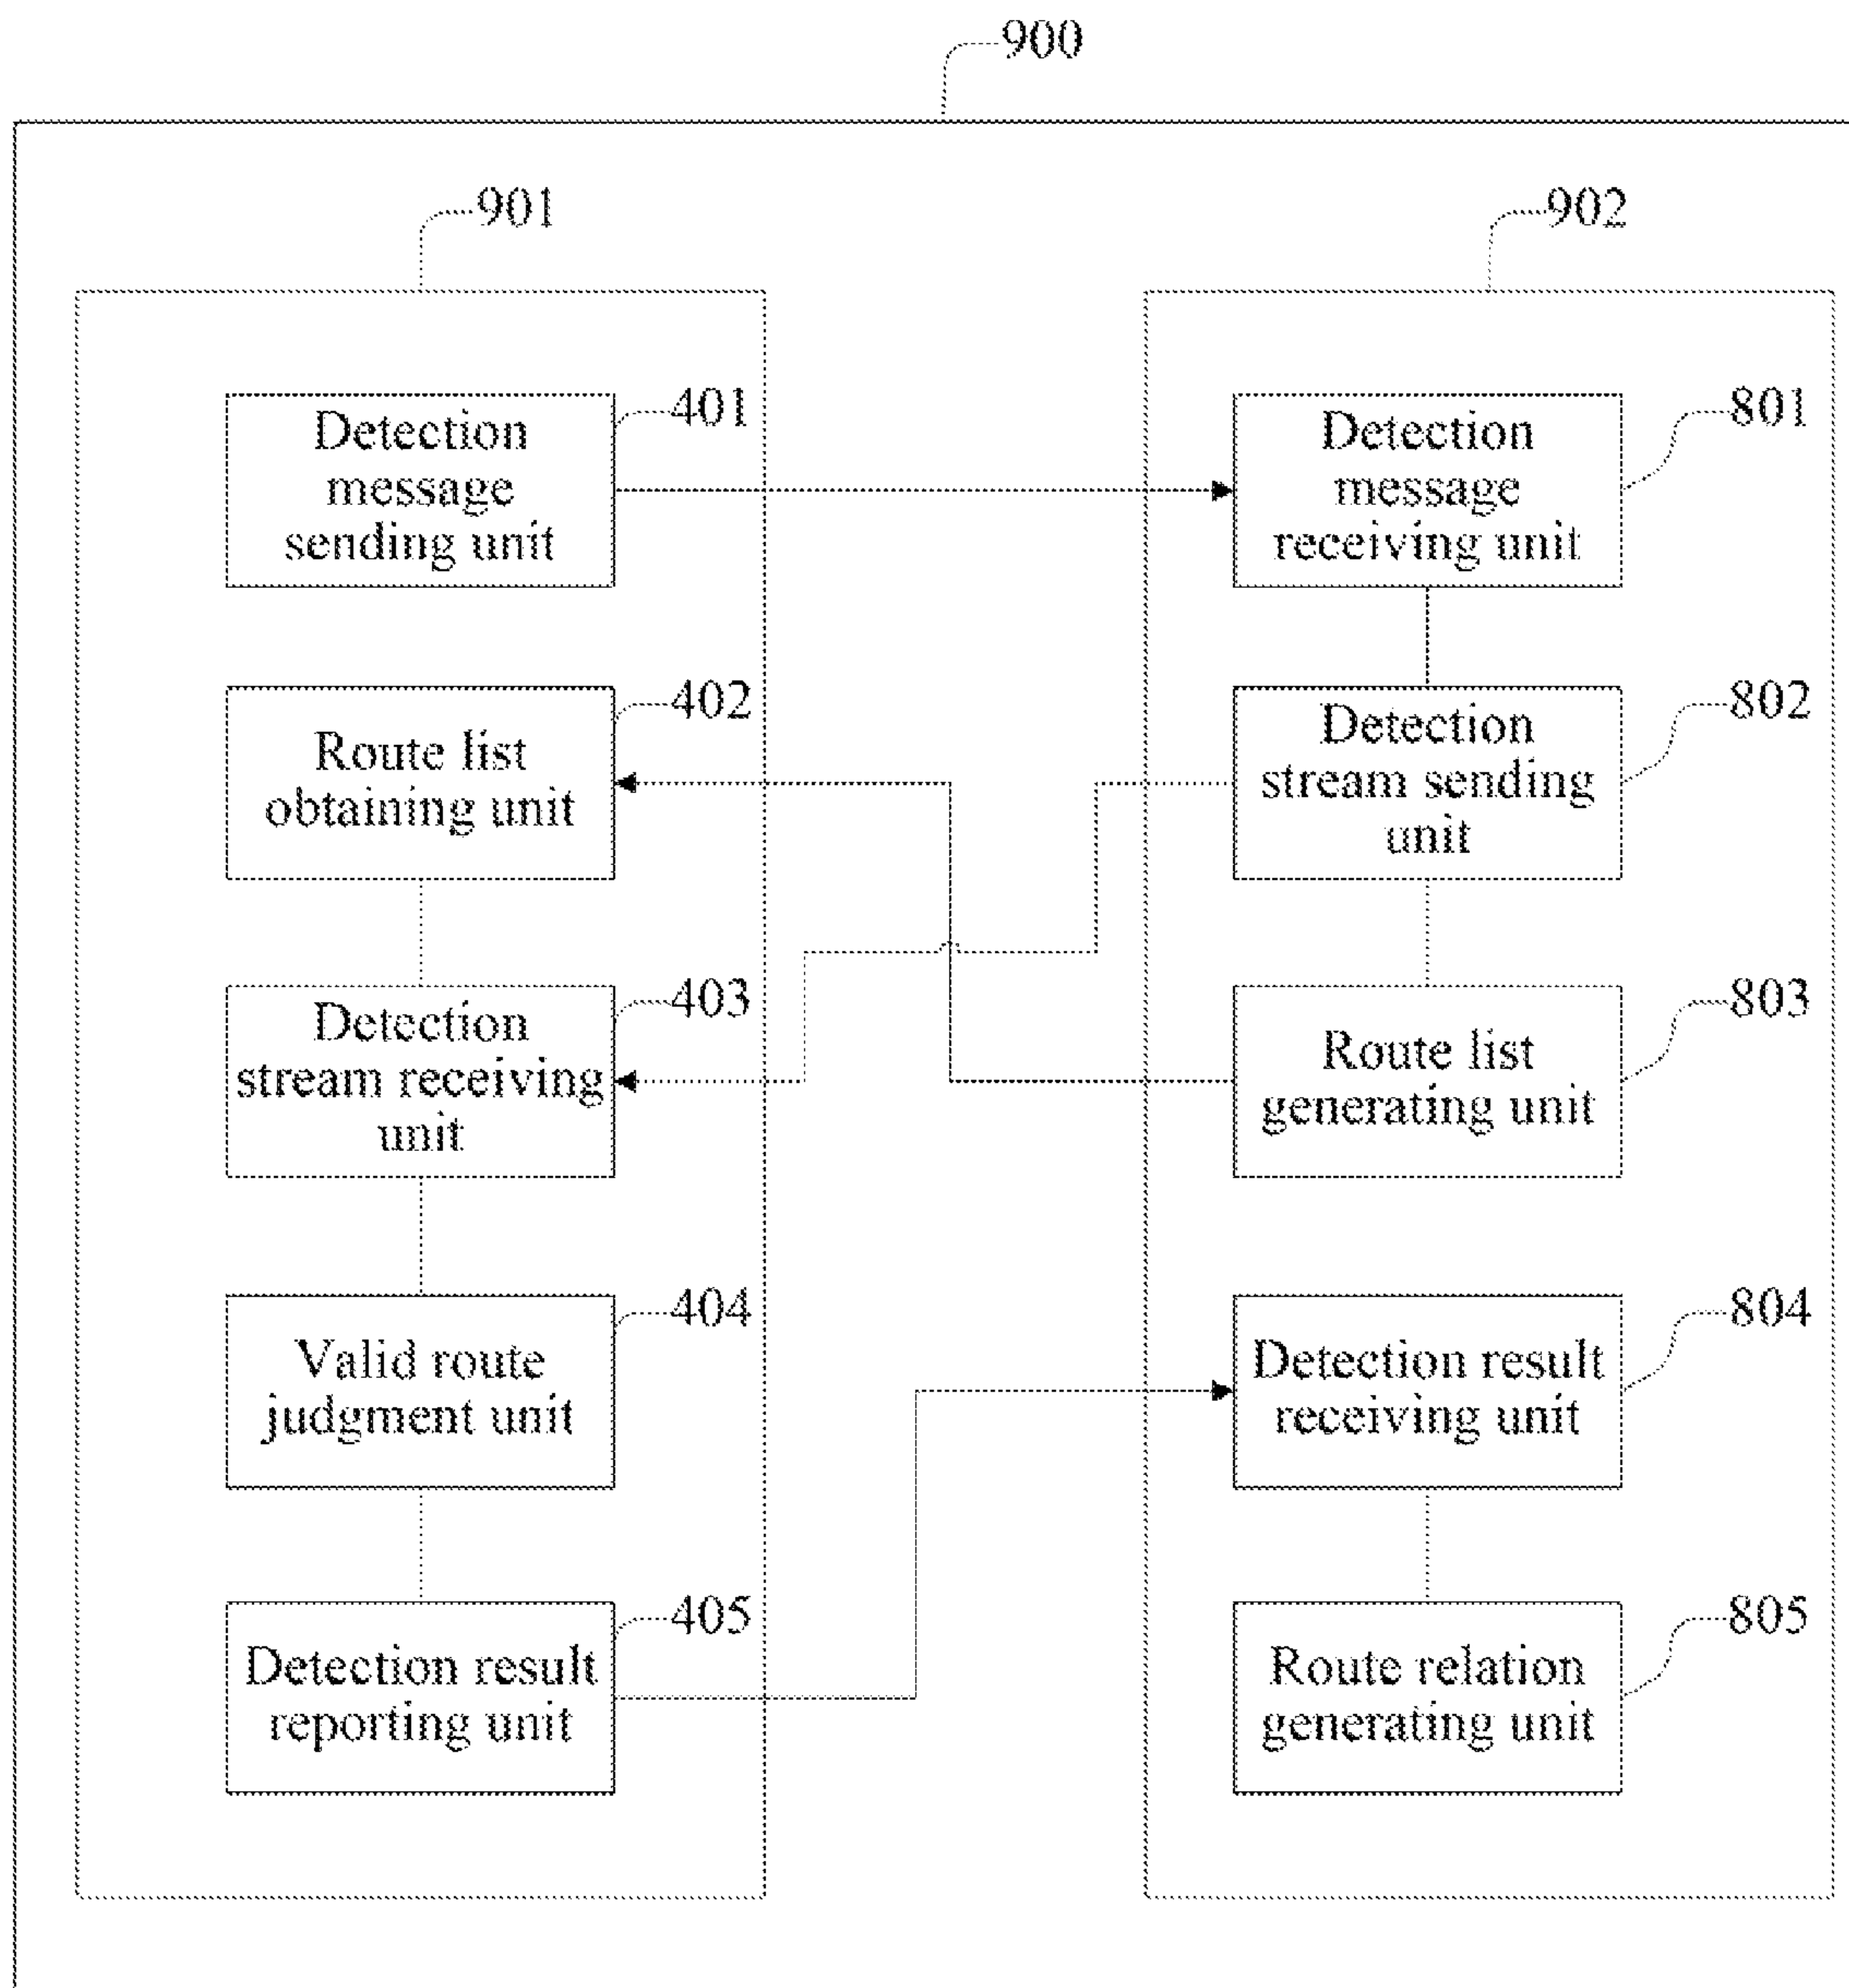 900
901
902
Detection
message
sending unit
401
Detection
message
receiving unit
801
Route list
obtaining unit
402
Detection
stream sending
unit
802
Detection
stream receiving
unit
403
Route list
generating unit
803
Valid route
judgment unit
404
Detection result
receiving unit
804
Detection result
reporting unit
405
Route relation
generating unit
805